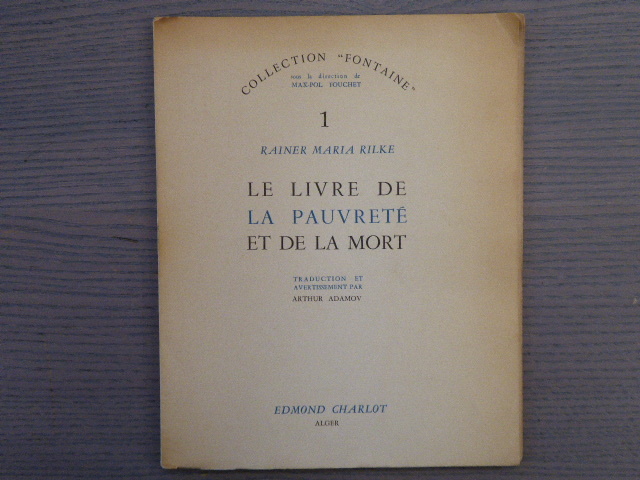 COLLECTION "FONTAINE"
sous la direction de
MAX-POL FOUCHET
1
RAINER MARIA RILKE
LE LIVRE DE
LA PAUVRETÉ
ET DE LA MORT
TRADUCTION ET
AVERTISSEMENT PAR
ARTHUR ADAMOV
EDMOND CHARLOT
ALGER